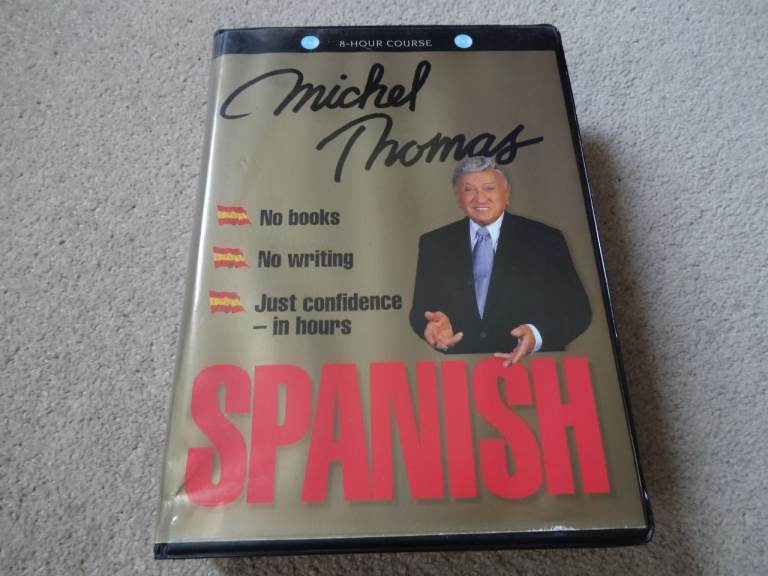 8-HOUR COURSE
Michel
Thomas
No books
No writing
Just confidence
– in hours
SPANISH